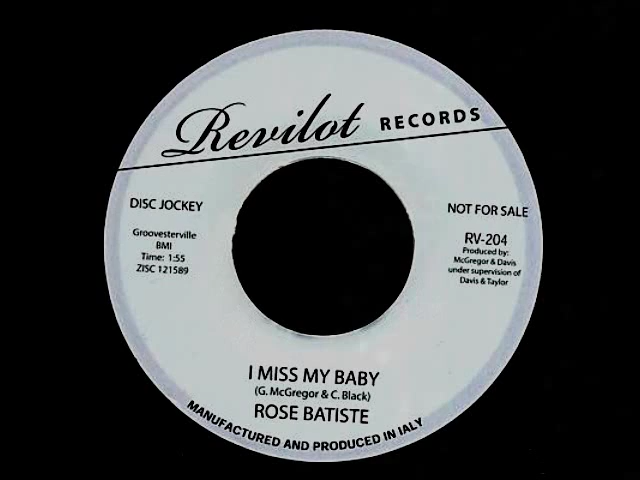 Revilot RECORDS
DISC JOCKEY
Groovesterville
BMI
Time: 1:55
ZISC 121589
NOT FOR SALE
RV-204
Produced by:
McGregor & Davis
under supervision of
Davis & Taylor
I MISS MY BABY
(G. McGregor & C. Black)
ROSE BATISTE
MANUFACTURED AND PRODUCED IN IALY